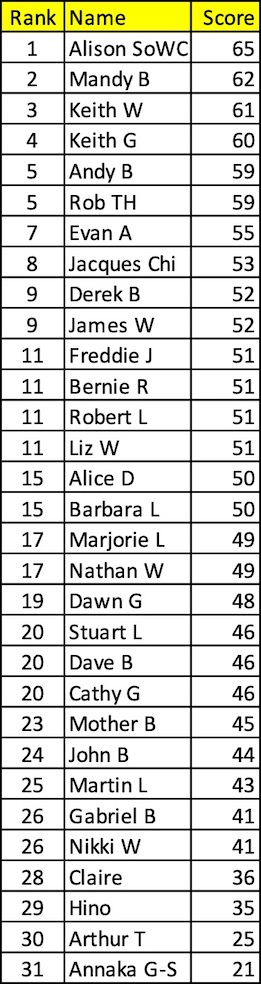 Rank Name Score
1 Alison SoWC 65
2 Mandy B 62
3 Keith W 61
4 Keith G 60
5 Andy B 59
5 Rob TH 59
7 Evan A 55
8 Jacques Chi 53
9 Derek B 52
9 James W 52
11 Freddie J 51
11 Bernie R 51
11 Robert L 51
11 Liz W 51
15 Alice D 50
15 Barbara L 50
17 Marjorie L 49
17 Nathan W 49
19 Dawn G 48
20 Stuart L 46
20 Dave B 46
20 Cathy G 46
23 Mother B 45
24 John B 44
25 Martin L 43
26 Gabriel B 41
26 Nikki W 41
28 Claire 36
29 Hino 35
30 Arthur T 25
31 Annaka G-S 21